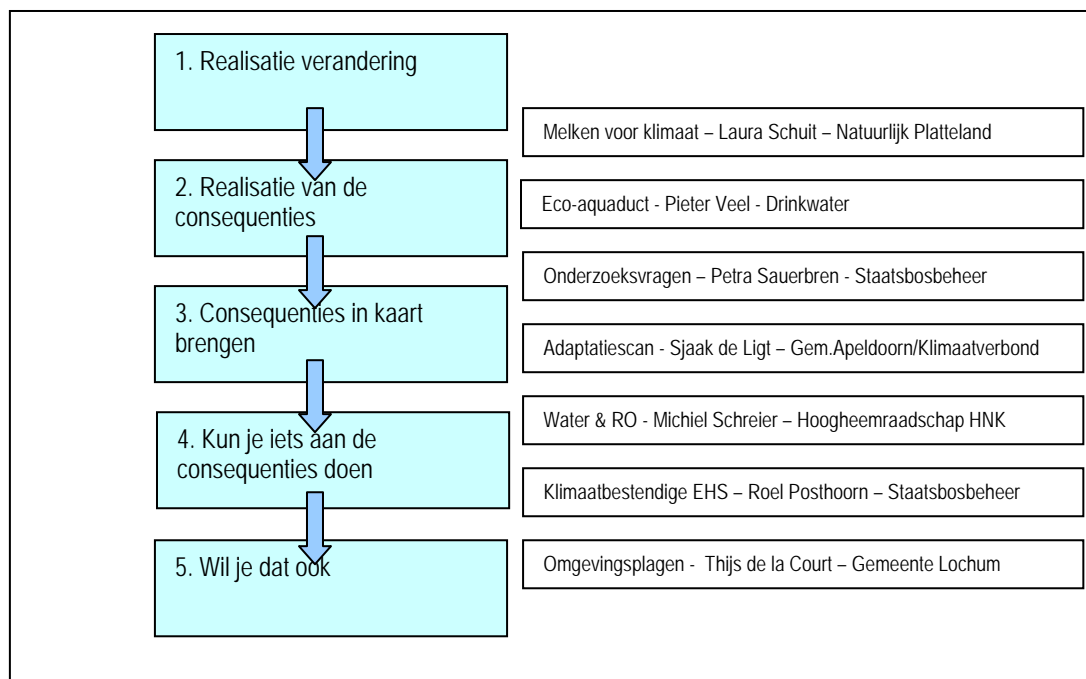 1. Realisatie verandering
2. Realisatie van de
consequenties
3. Consequenties in kaart
brengen
4. Kun je iets aan de
consequenties doen
5. Wil je dat ook
Melken voor klimaat – Laura Schuit – Natuurlijk Platteland
Eco-aquaduct - Pieter Veel - Drinkwater
Onderzoeksvragen – Petra Sauerbren - Staatsbosbeheer
Adaptatiescan - Sjaak de Ligt – Gem.Apeldoorn/Klimaatverbond
Water & RO - Michiel Schreier – Hoogheemraadschap HNK
Klimaatbestendige EHS – Roel Posthoorn – Staatsbosbeheer
Omgevingsplagen - Thijs de la Court – Gemeente Lochum